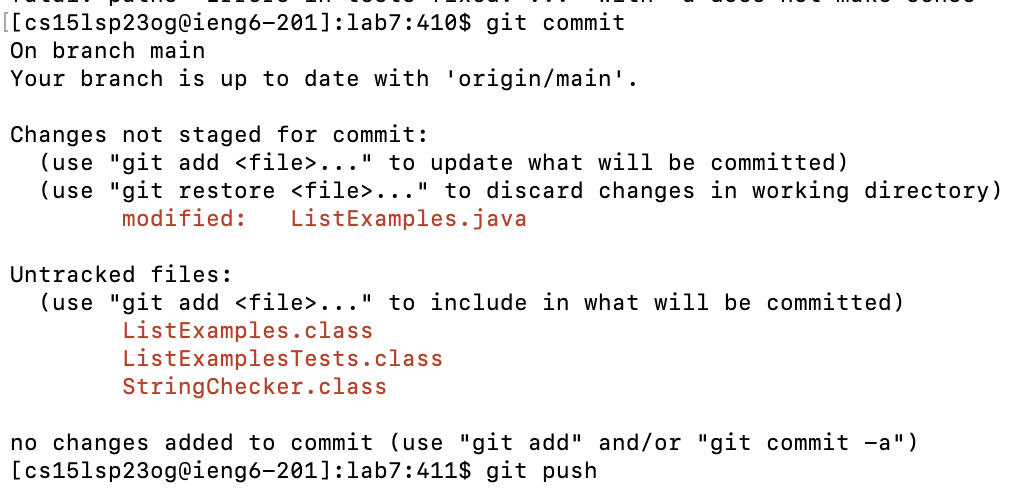 [[cs15lsp23og@ieng6-201]:lab7:410$ git commit
On branch main
Your branch is up to date with 'origin/main'.
Changes not staged for commit:
(use "git add <file>..." to update what will be committed)
(use "git restore <file>..." to discard changes in working directory)
modified: ListExamples.java
Untracked files:
(use "git add <file>..." to include in what will be committed)
ListExamples.class
ListExamplesTests.class
StringChecker.class
no changes added to commit (use "git add" and/or "git commit -a")
[cs15lsp23og@ieng6-201]:lab7:411$ git push